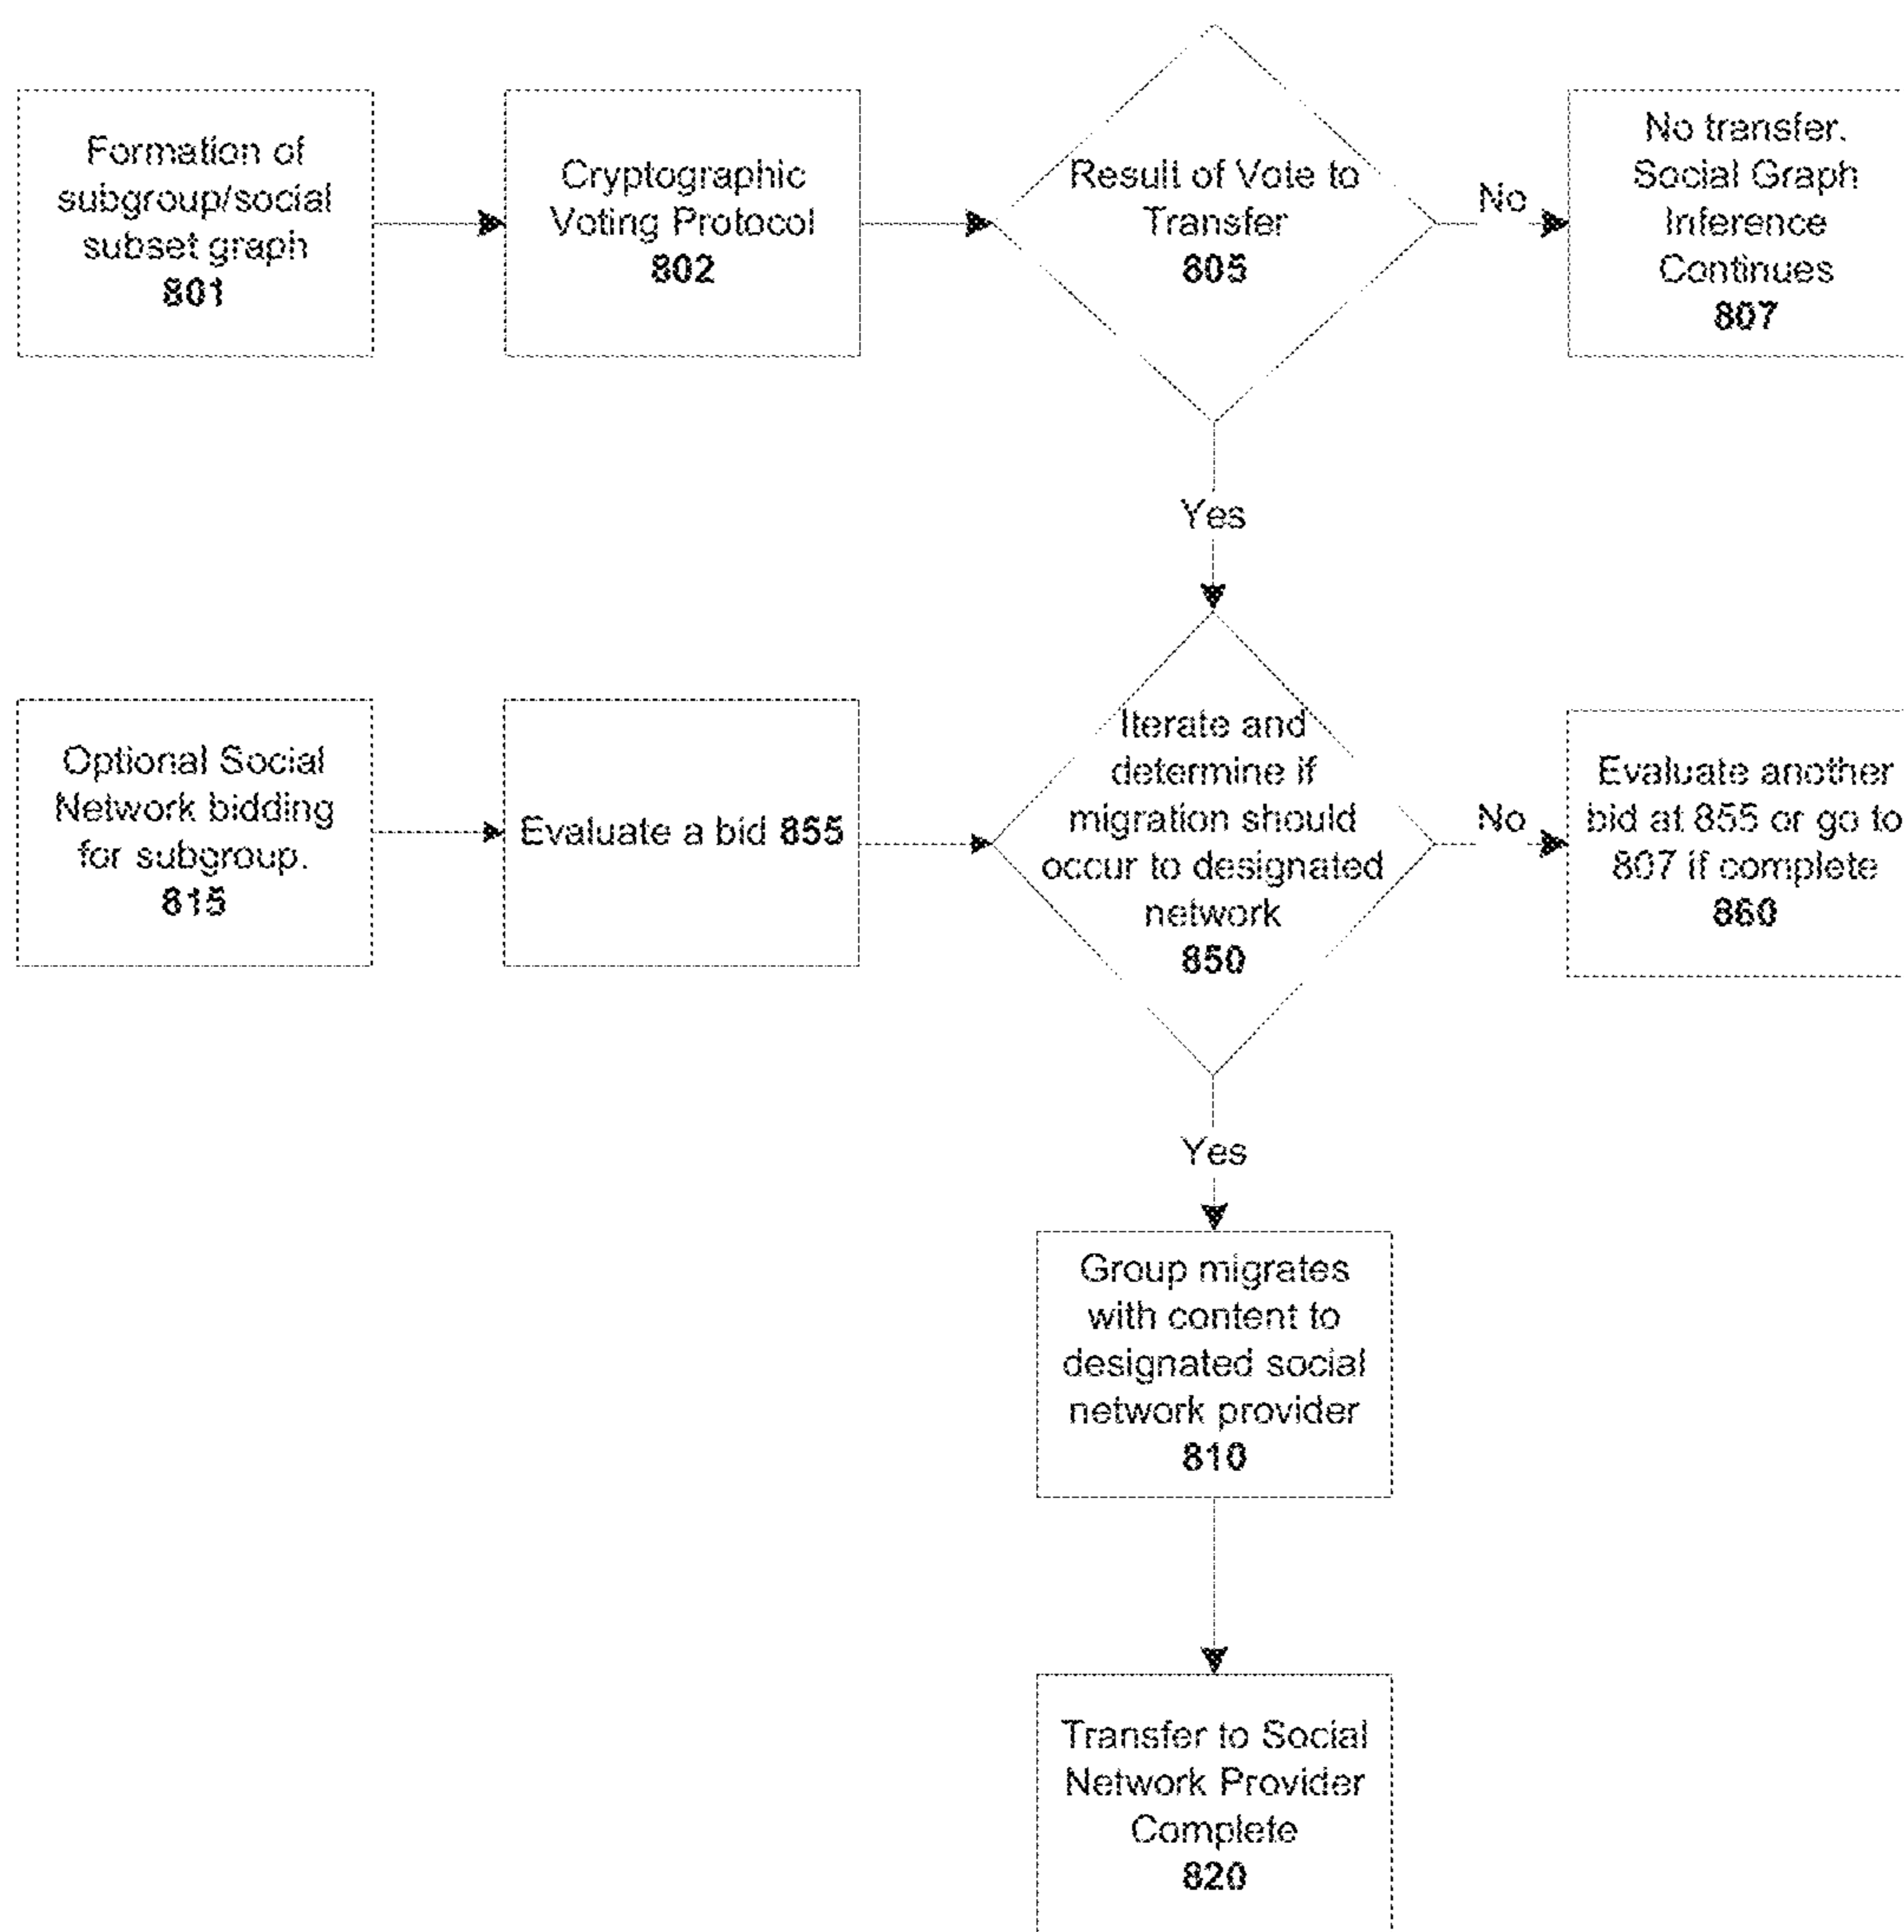 Formation of
subgroup/social
subset graph
801
Cryptographic
Voting Protocol
802
Result of Vote to
Transfer
805
No
No transfer.
Social Graph
Inference
Continues
807
Yes
Optional Social
Network bidding
for subgroup.
815
Evaluate a bid 855
Iterate and
determine if
migration should
occur to designated
network
850
No
Evaluate another
bid at 855 or go to
807 if complete
860
Yes
Group migrates
with content to
designated social
network provider
810
Transfer to Social
Network Provider
Complete
820